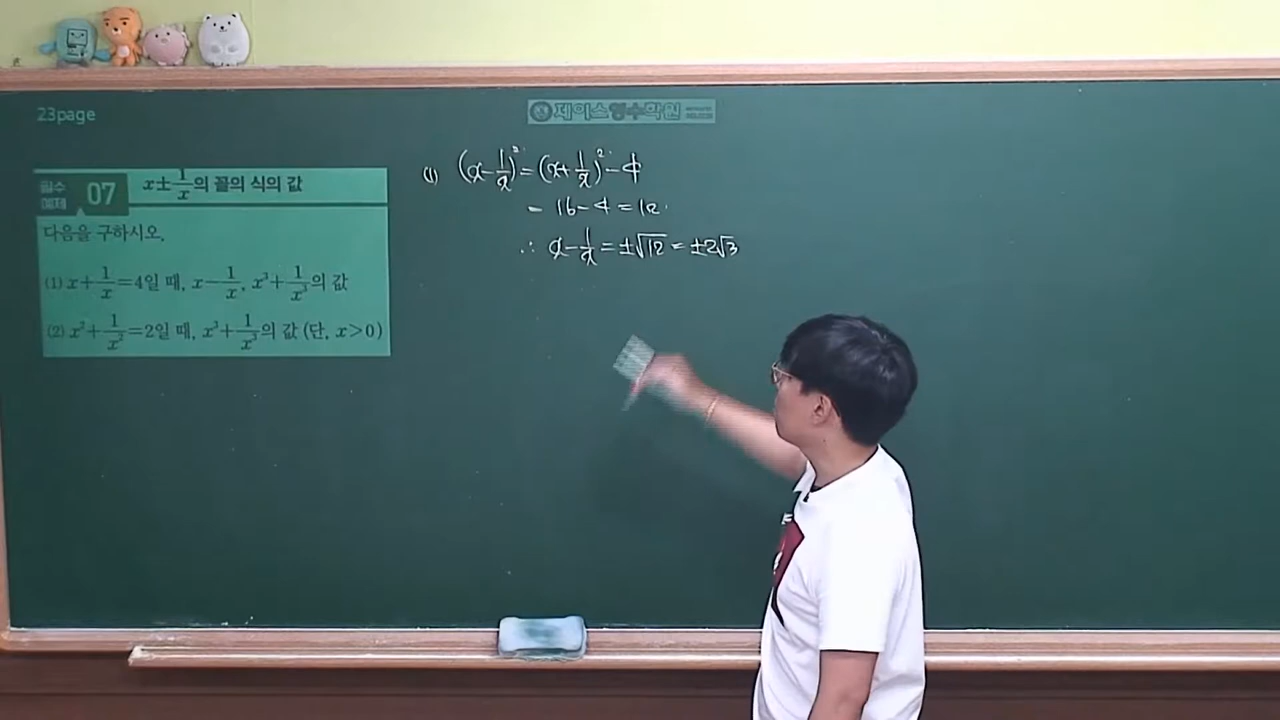 23page
제이스영수학원
필수 예제 07 x±1/x의 꼴의 식의 값
다음을 구하시오.
(1) x+1/x=4일 때, x-1/x, x³+1/x³의 값
(2) x²+1/x²=2일 때, x³+1/x³의 값 (단, x>0)
(1) (x-1/x)²=(x+1/x)²-4
= 16-4=12.
∴ x-1/x=±√12=±2√3